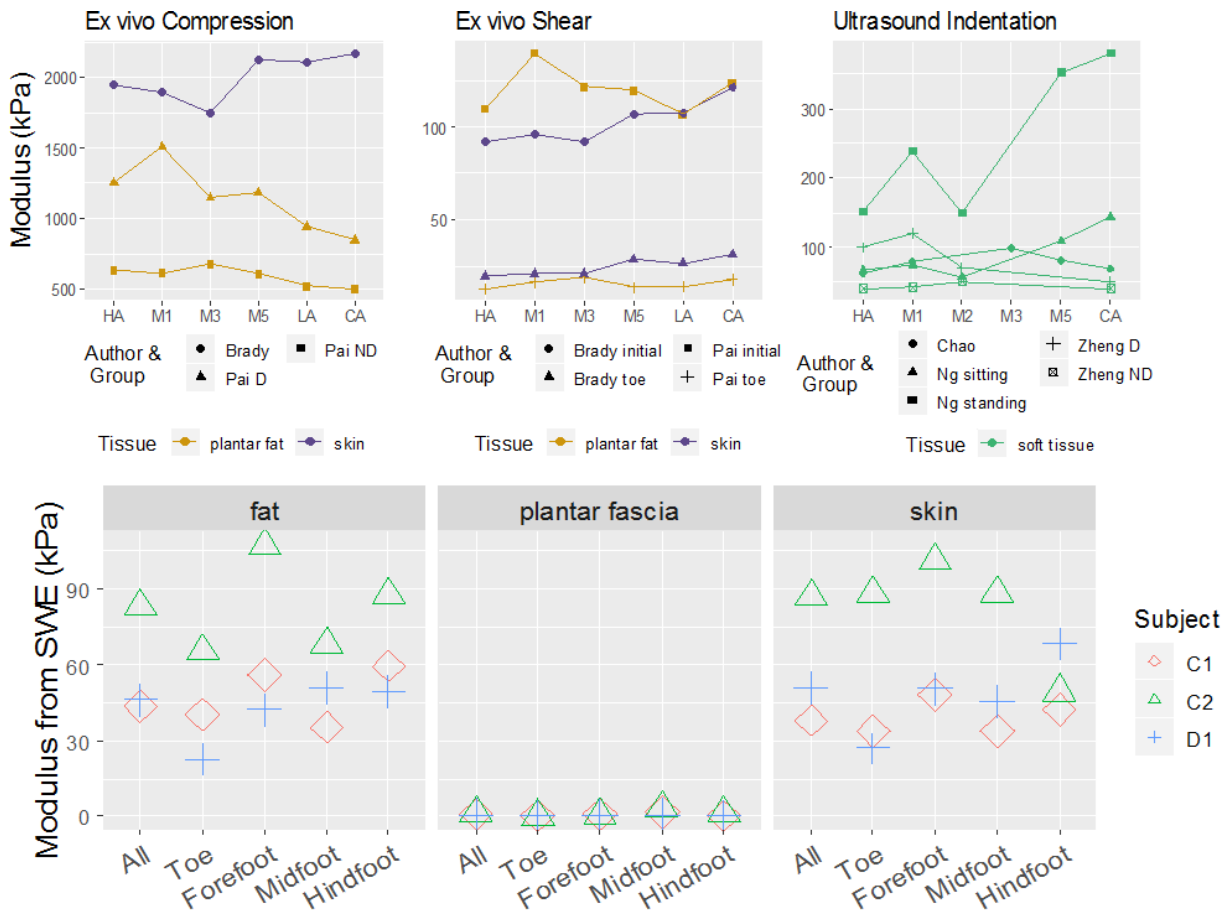 Ex vivo Compression
Modulus (kPa)
2000
1500
1000
500
HA M1 M3 M5 LA CA
Author & Group
Brady
Pai ND
Pai D
Tissue
plantar fat
skin
Ex vivo Shear
100
50
HA M1 M3 M5 LA CA
Author & Group
Brady initial
Pai initial
Brady toe
Pai toe
Tissue
plantar fat
skin
Ultrasound Indentation
300
200
100
HA M1 M2 M3 M5 CA
Author & Group
Chao
Zheng D
Ng sitting
Zheng ND
Ng standing
Tissue
soft tissue
Modulus from SWE (kPa)
fat
plantar fascia
skin
90
60
30
0
All Toe Forefoot Midfoot Hindfoot
All Toe Forefoot Midfoot Hindfoot
All Toe Forefoot Midfoot Hindfoot
Subject
C1
C2
D1